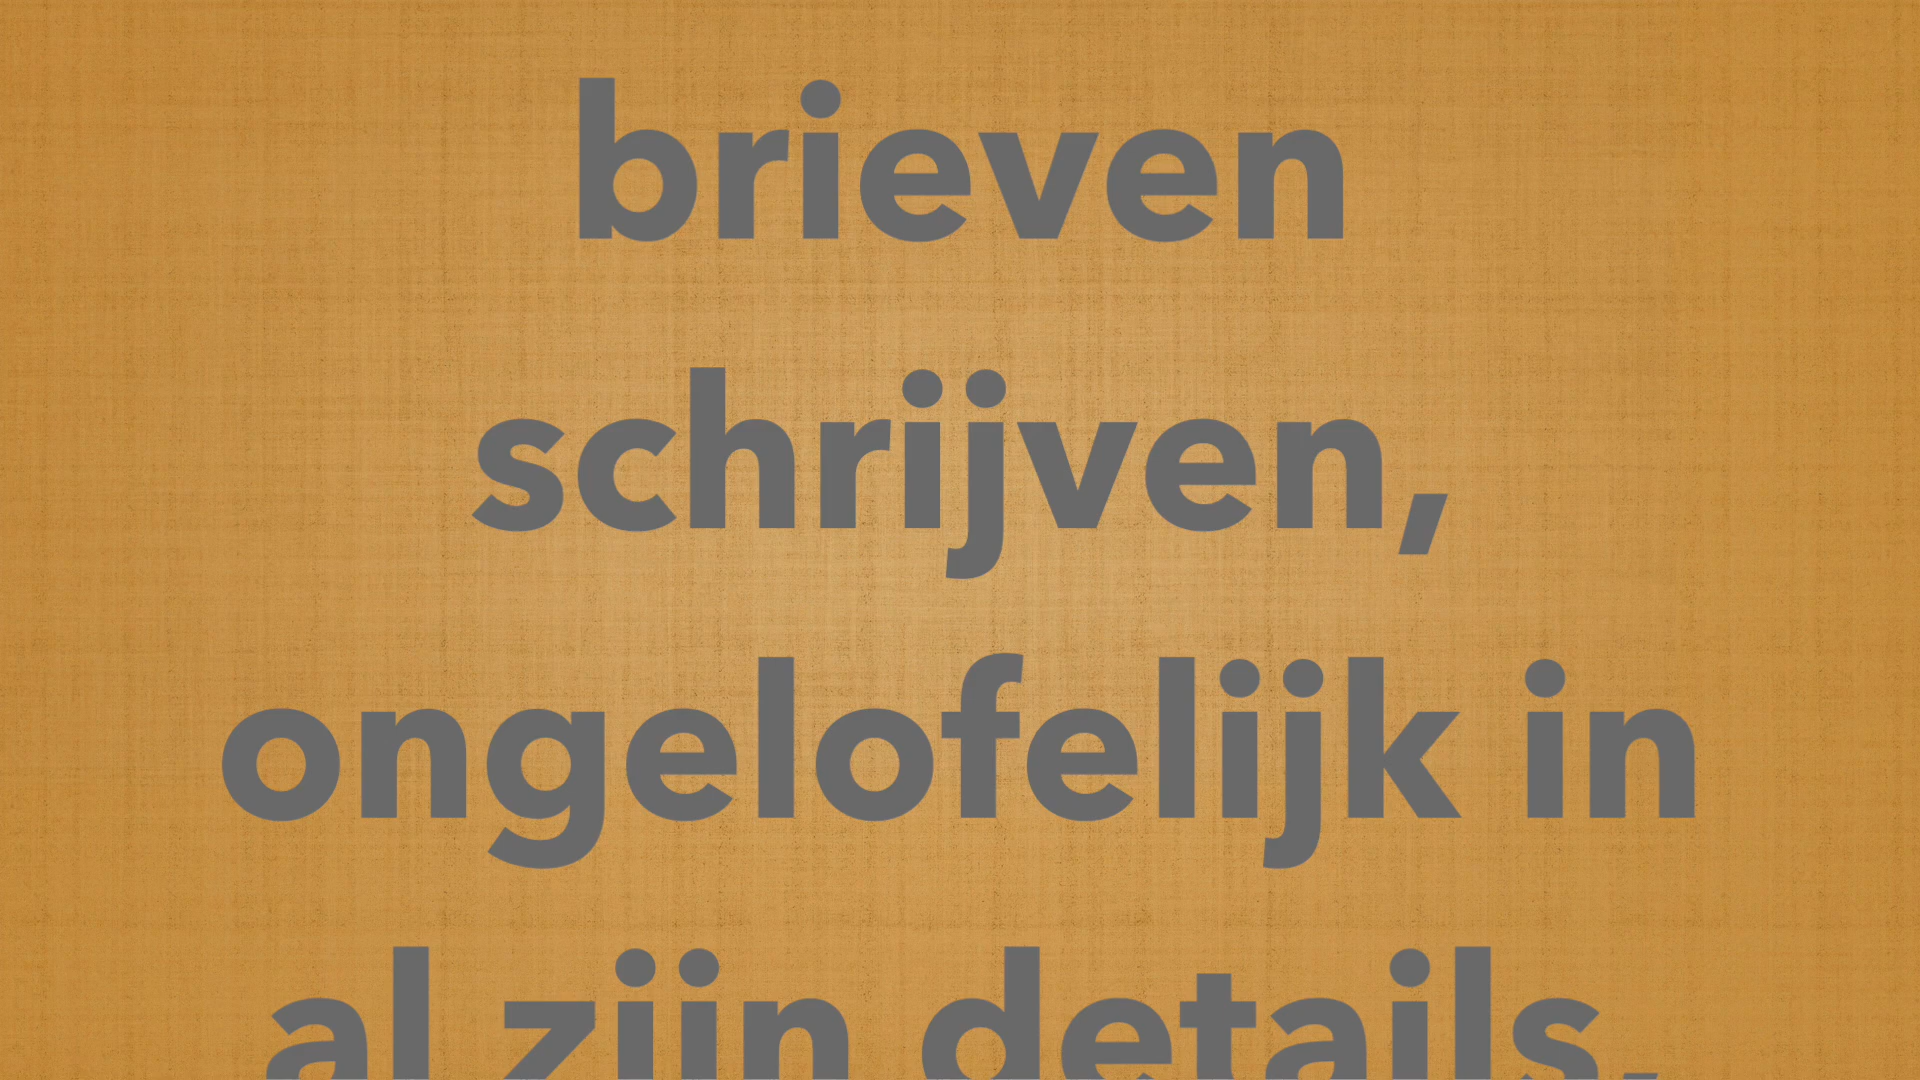 brieven
schrijven,
ongelofelijk in
al zijn details,